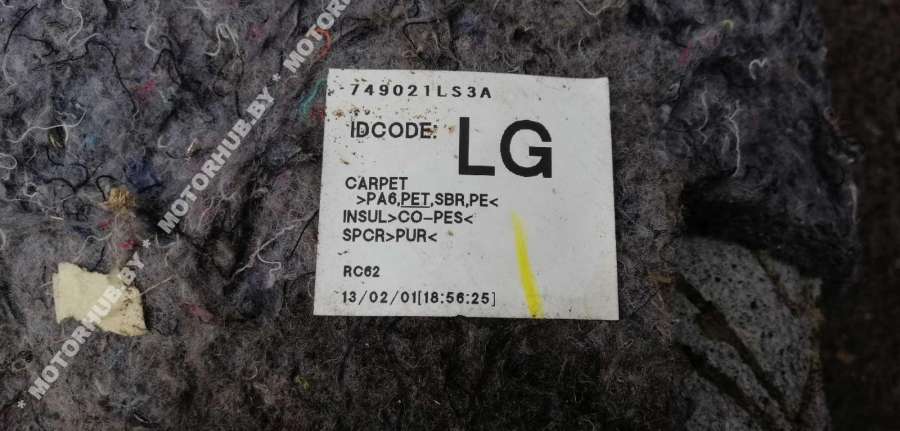 749021LS3A
IDCODE: LG
CARPET
>PA6,PET,SBR,PE<
INSUL>CO-PES<
SPCR>PUR<
RC62
13/02/01[18:56:25]
* MOTORHUB.BY * MOTORHUB.BY * MOTORHUB